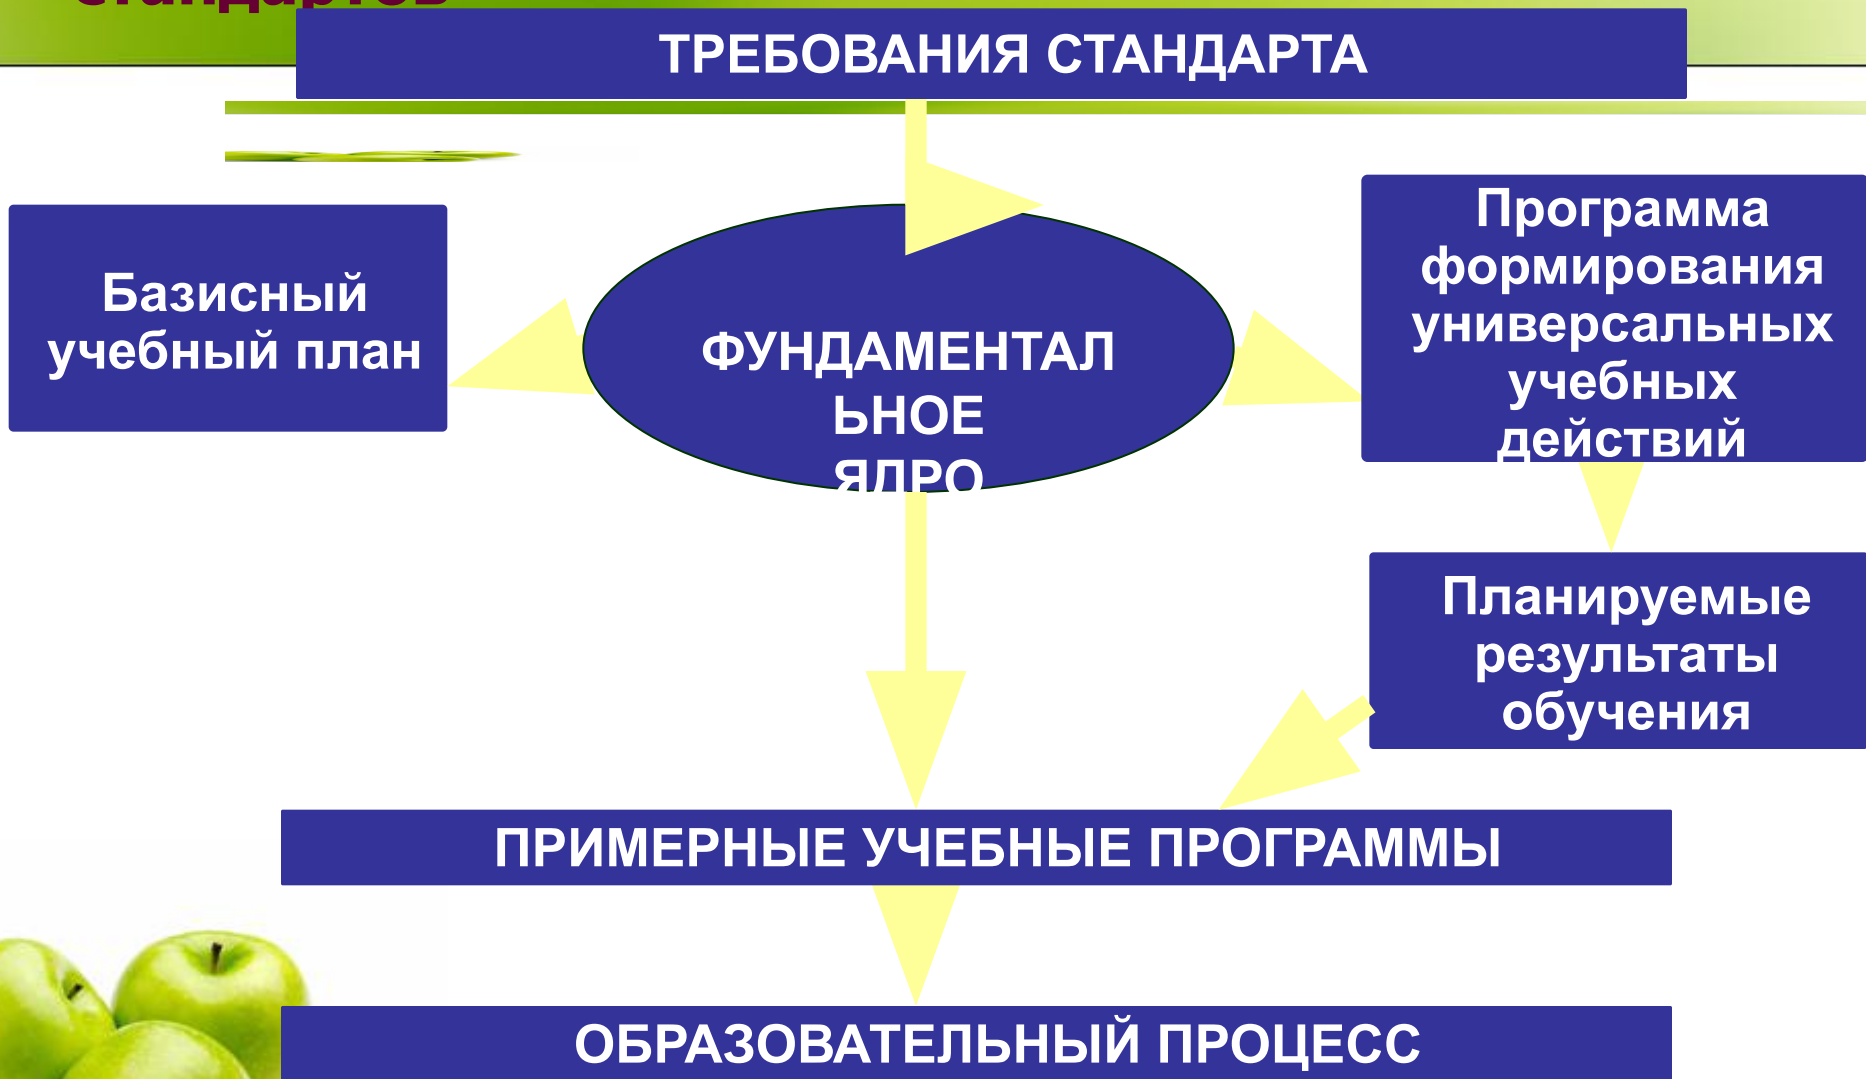 стандартов
ТРЕБОВАНИЯ СТАНДАРТА
Базисный
учебный план
ФУНДАМЕНТАЛ
ЬНОЕ
ЯДРО
Программа
формирования
универсальных
учебных
действий
Планируемые
результаты
обучения
ПРИМЕРНЫЕ УЧЕБНЫЕ ПРОГРАММЫ
ОБРАЗОВАТЕЛЬНЫЙ ПРОЦЕСС